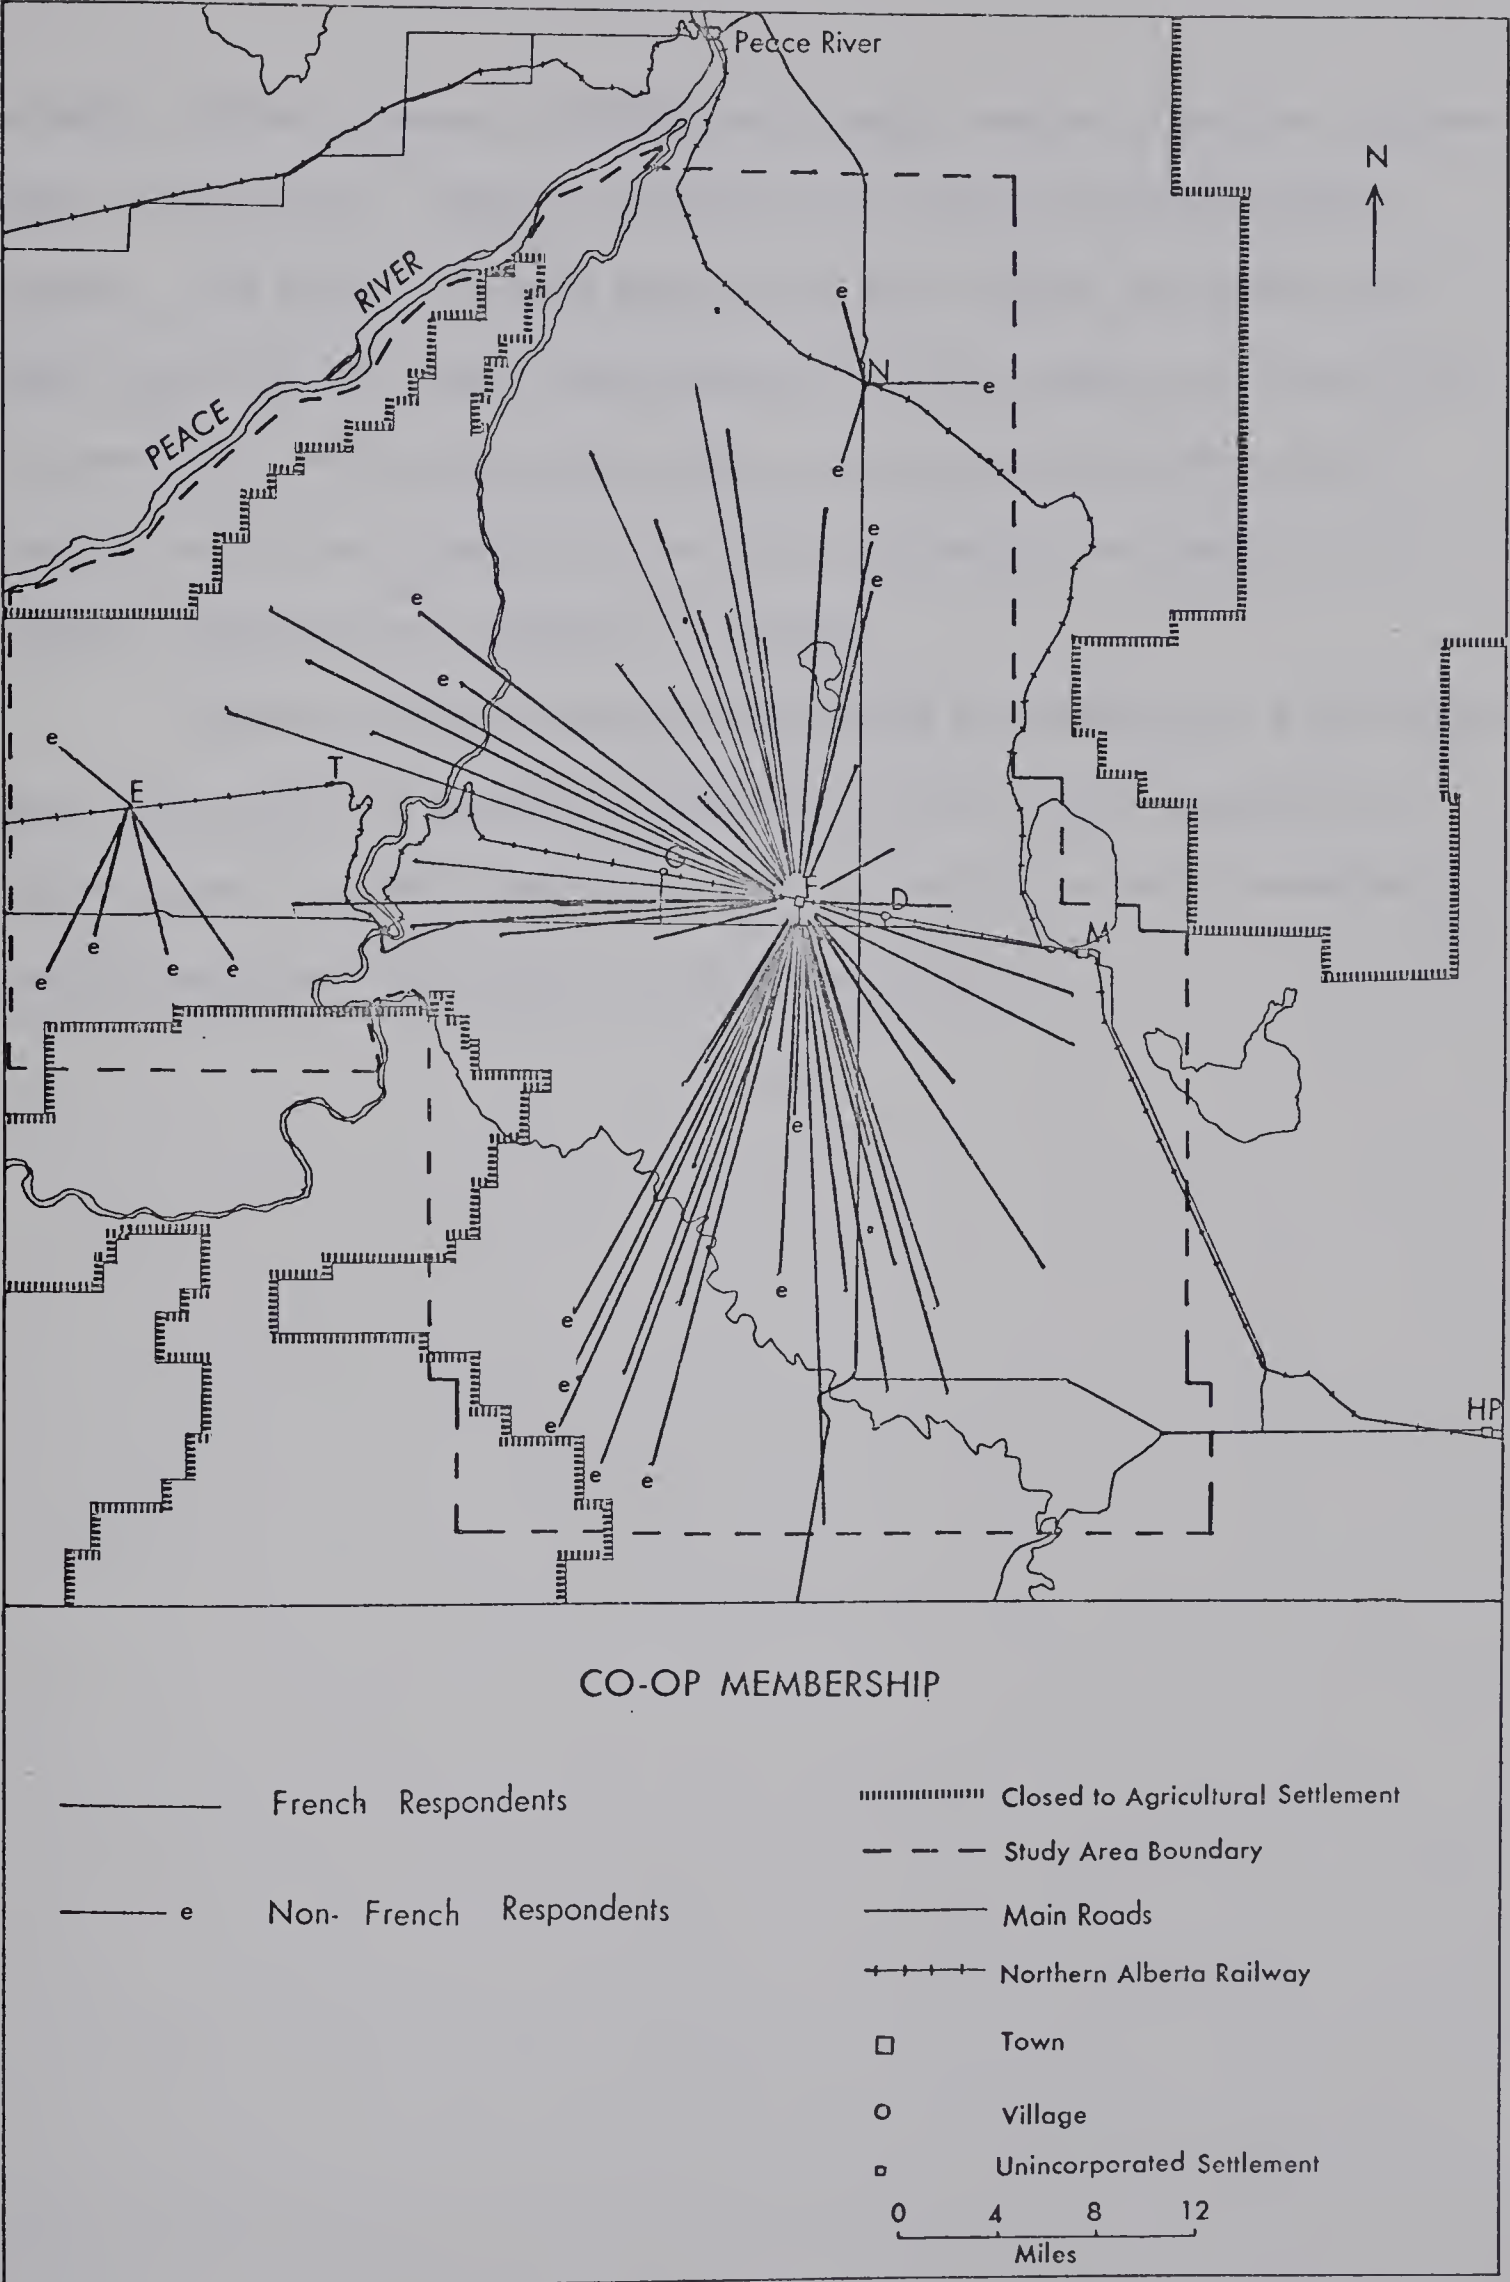 Peace River
N
RIVER
PEACE
e
N
e
e
e
e
e
e
e
E
T
F
D
M
e
e
e
e
e
e
e
e
e
e
e
HP
CO-OP MEMBERSHIP
French Respondents
Non- French Respondents
e
Closed to Agricultural Settlement
Study Area Boundary
Main Roads
Northern Alberta Railway
Town
Village
Unincorporated Settlement
0 4 8 12
Miles